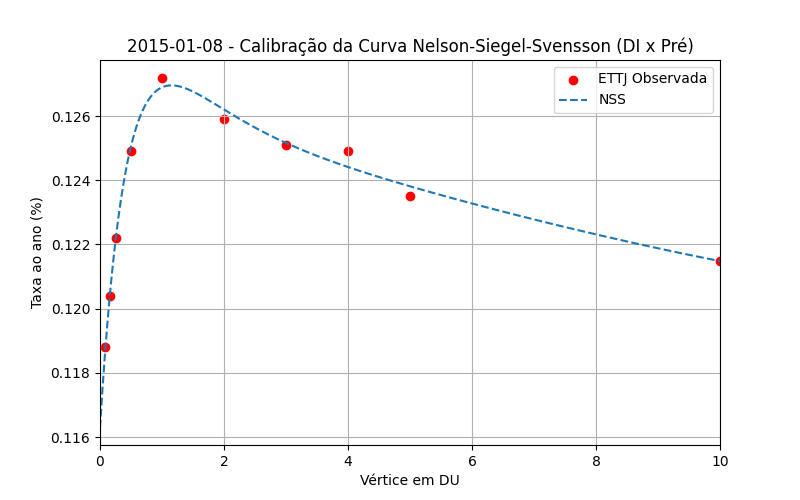 2015-01-08 - Calibração da Curva Nelson-Siegel-Svensson (DI x Pré)
ETTJ Observada
NSS
Taxa ao ano (%)
0.126
0.124
0.122
0.120
0.118
0.116
0 2 4 6 8 10
Vértice em DU